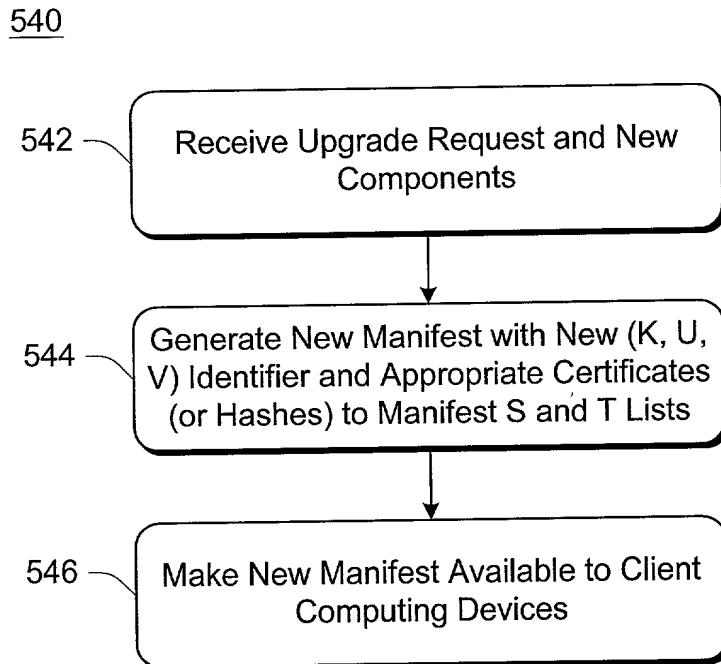 540
542
Receive Upgrade Request and New
Components
544
Generate New Manifest with New (K, U,
V) Identifier and Appropriate Certificates
(or Hashes) to Manifest S and T Lists
546
Make New Manifest Available to Client
Computing Devices